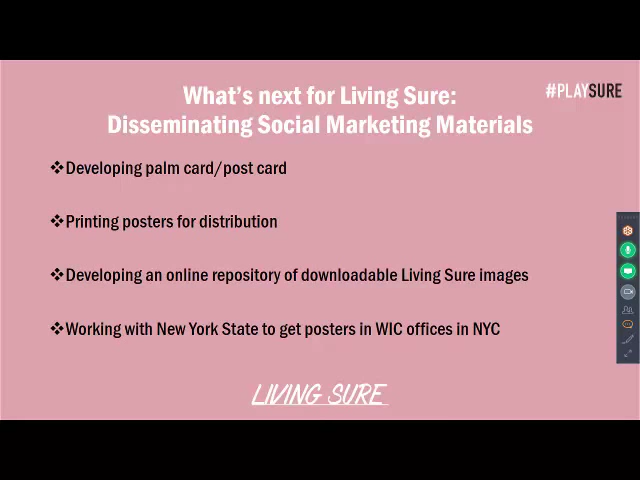 What's next for Living Sure:
#PLAYSURE
Disseminating Social Marketing Materials
❖Developing palm card/post card
❖Printing posters for distribution
❖Developing an online repository of downloadable Living Sure images
❖Working with New York State to get posters in WIC offices in NYC
LIVING SURE